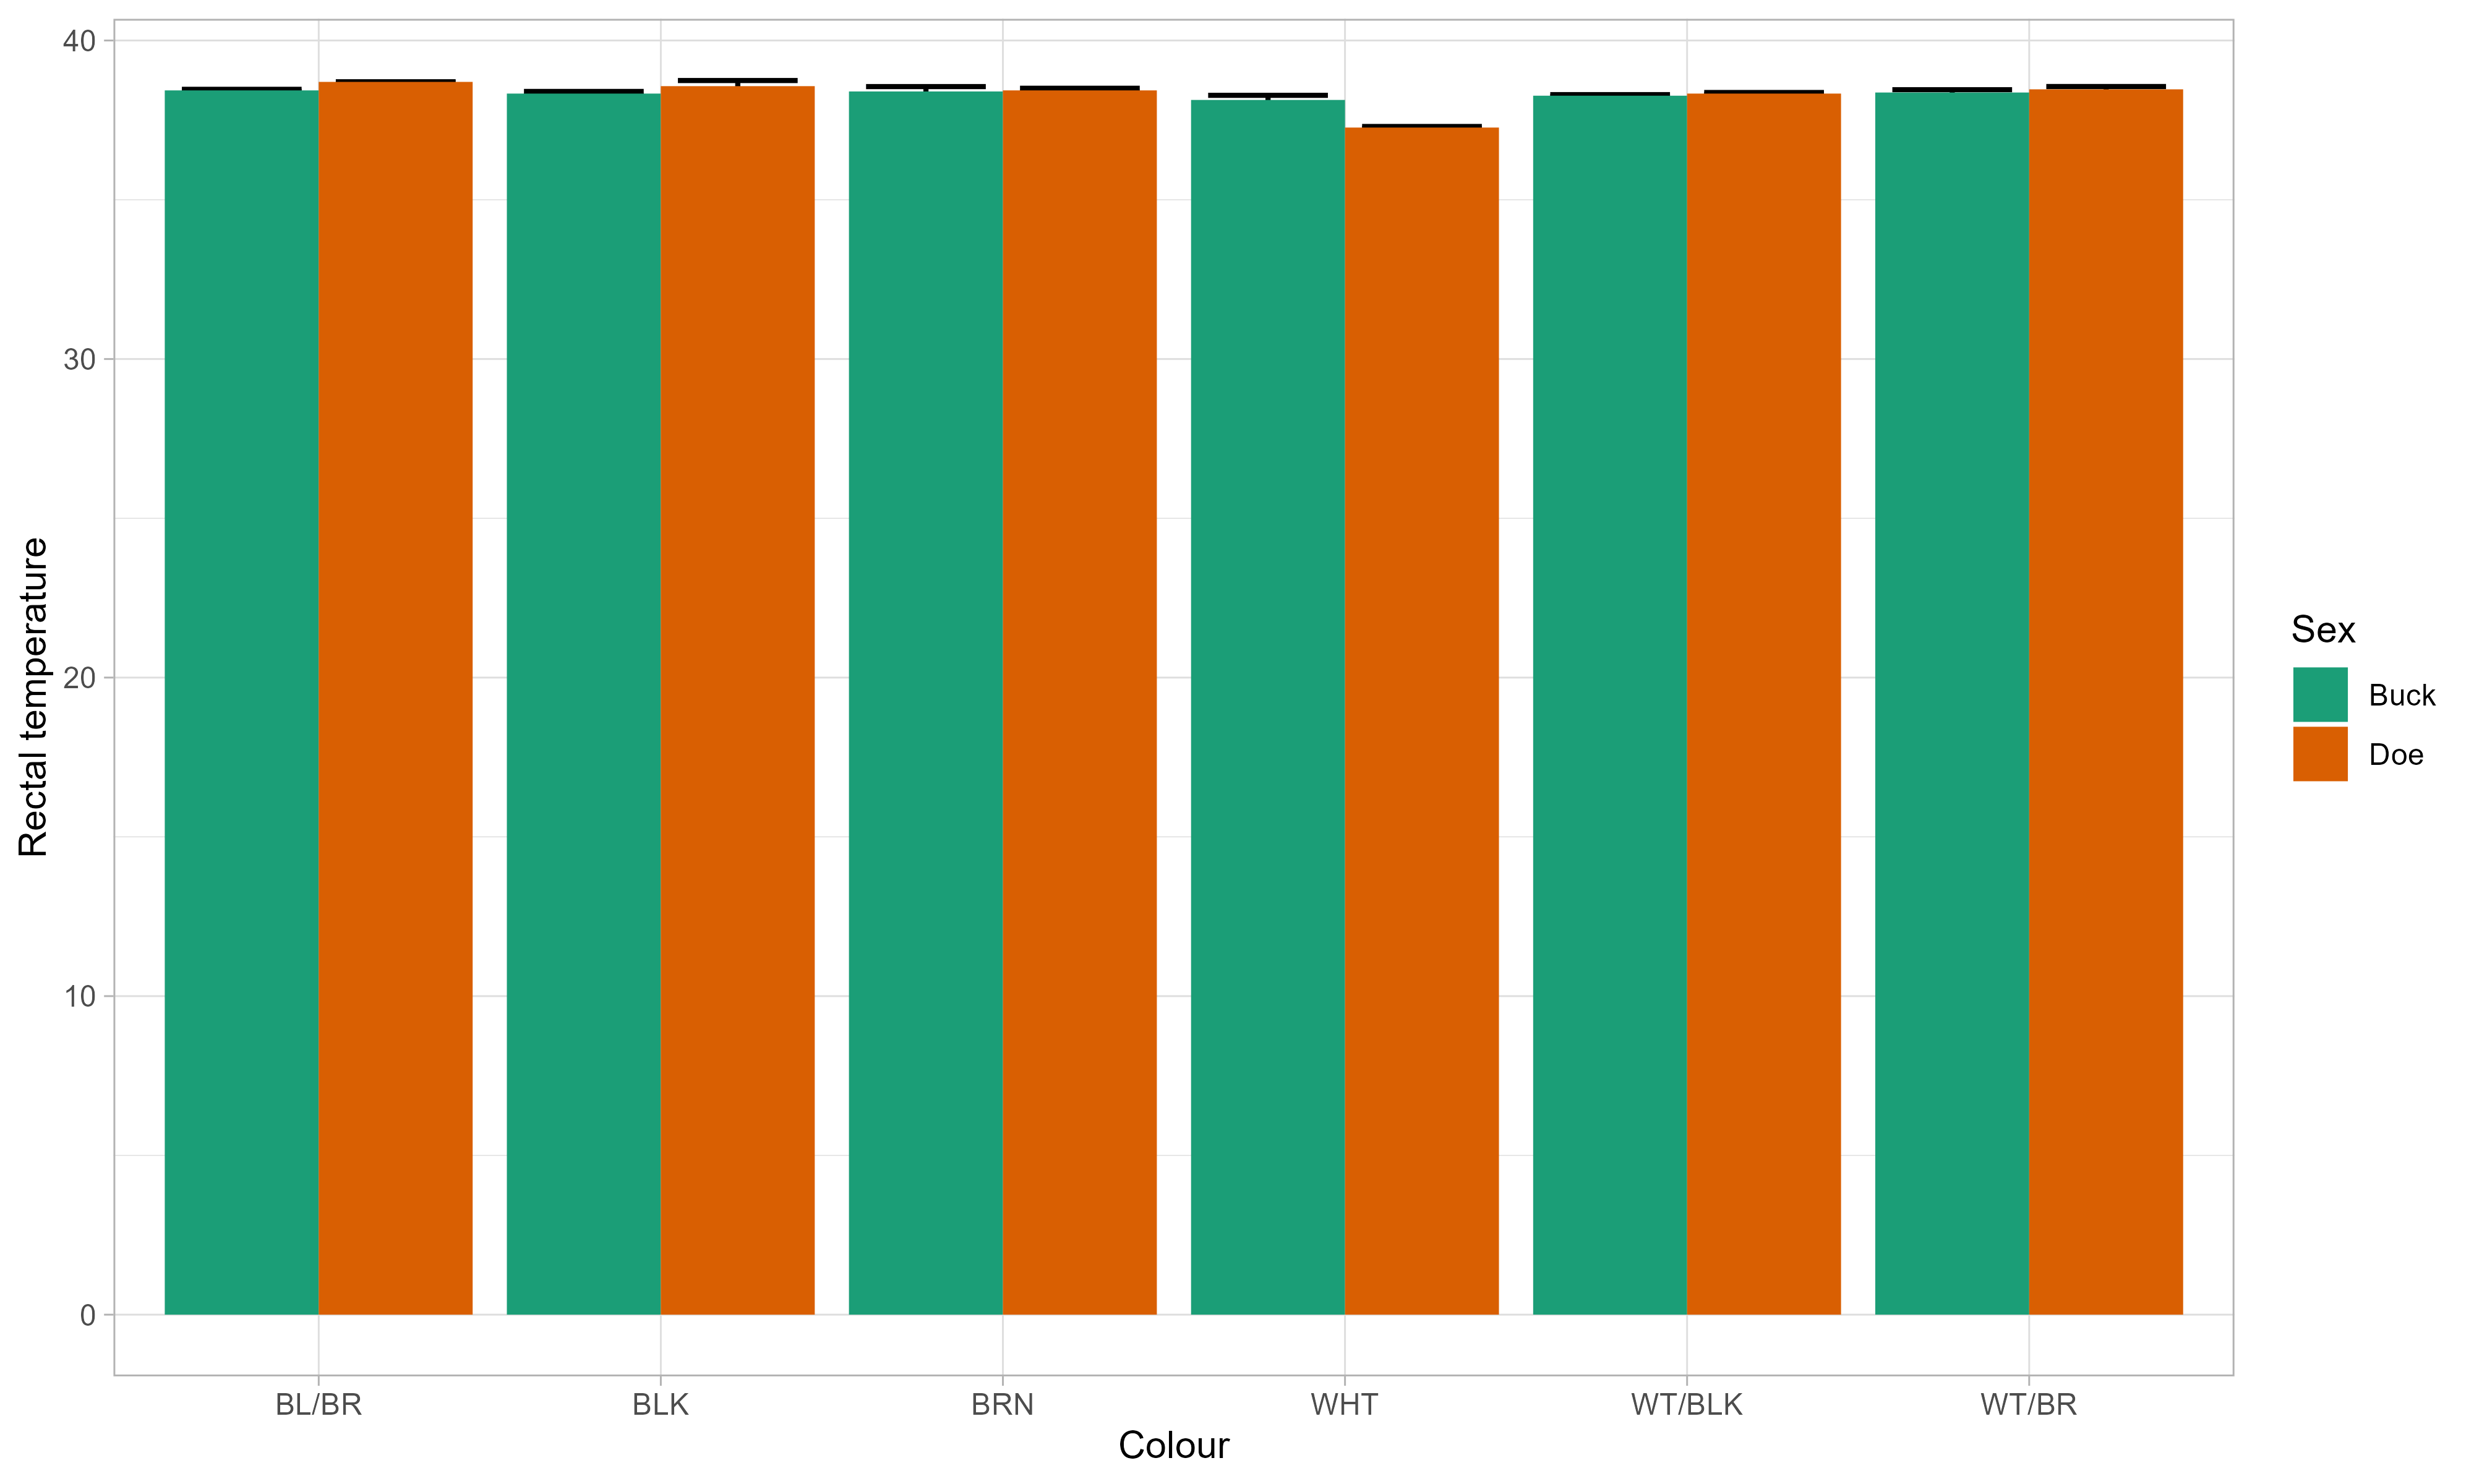 40
30
20
10
0
Rectal temperature
BL/BR
BLK
BRN
WHT
WT/BLK
WT/BR
Colour
Sex
Buck
Doe